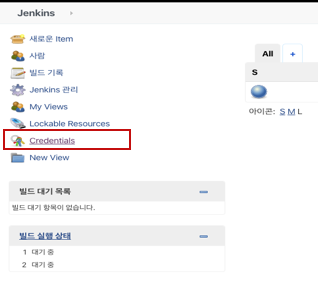 Jenkins
새로운 Item
사람
빌드 기록
Jenkins 관리
My Views
Lockable Resources
Credentials
New View
빌드 대기 목록
빌드 대기 항목이 없습니다.
빌드 실행 상태
1 대기 중
2 대기 중
All +
S
아이콘: S M L